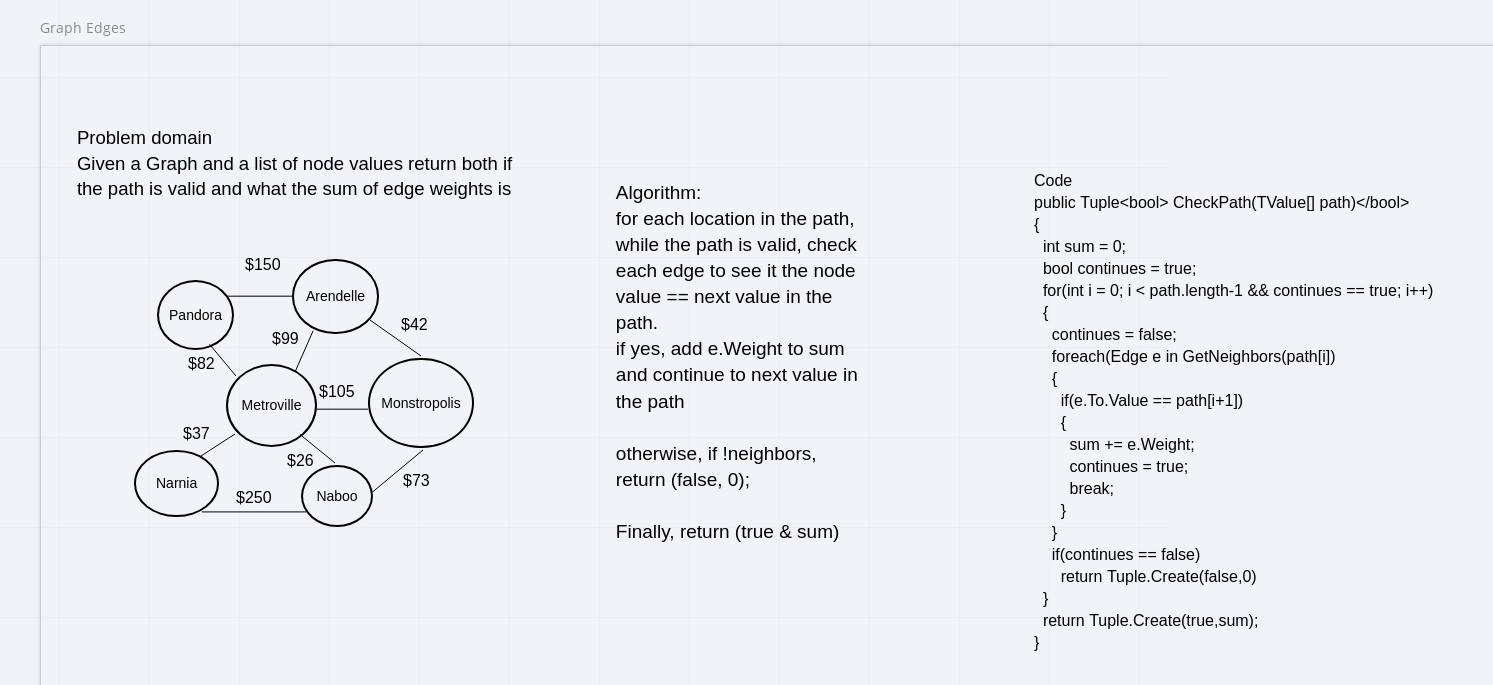 Graph Edges
Problem domain
Given a Graph and a list of node values return both if
the path is valid and what the sum of edge weights is
$150
Arendelle
Pandora
$99
$42
$82
$105
Metroville
Monstropolis
$37
$26
Narnia
$250
Naboo
$73
Algorithm:
for each location in the path,
while the path is valid, check
each edge to see it the node
value == next value in the
path.
if yes, add e.Weight to sum
and continue to next value in
the path
otherwise, if !neighbors,
return (false, 0);
Finally, return (true & sum)
Code
public Tuple<bool> CheckPath(TValue[] path)</bool>
{
int sum = 0;
bool continues = true;
for(int i = 0; i < path.length-1 && continues == true; i++)
{
continues = false;
foreach(Edge e in GetNeighbors(path[i])
{
if(e.To.Value == path[i+1])
{
sum += e.Weight;
continues = true;
break;
}
}
if(continues == false)
return Tuple.Create(false,0)
}
return Tuple.Create(true,sum);
}